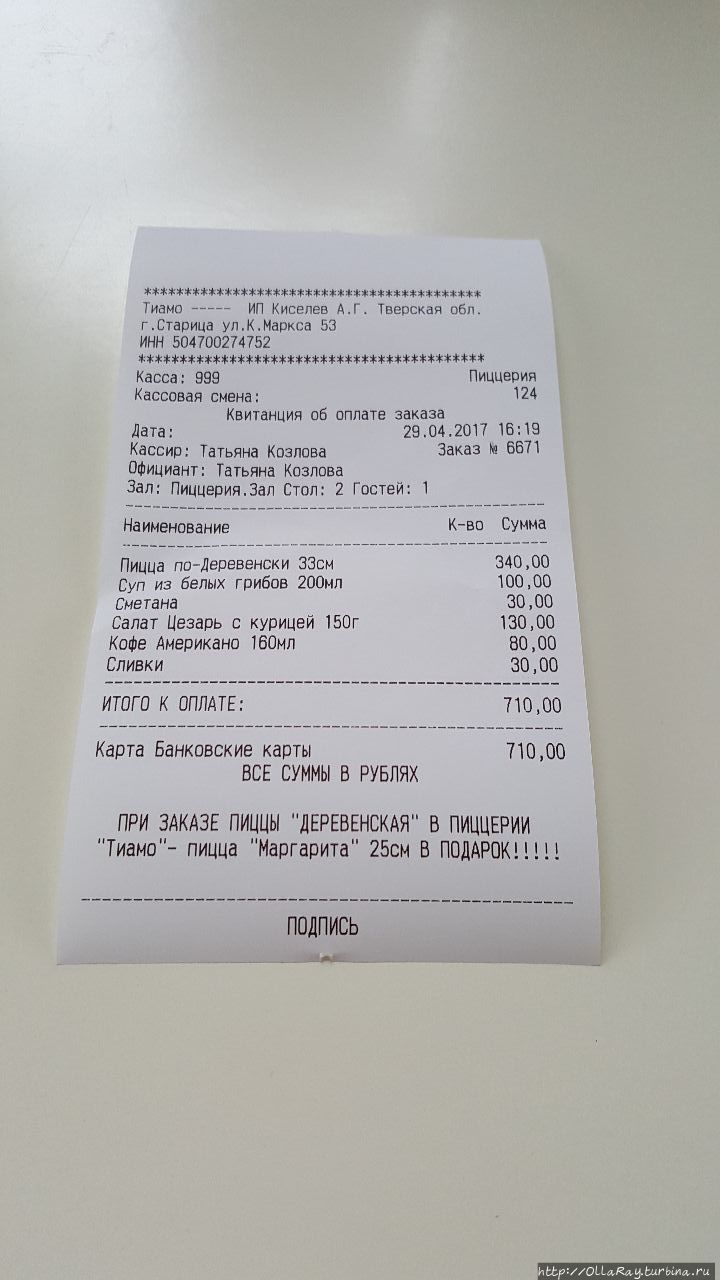 ******************************************
Тиамо ----- ИП Киселев А.Г. Тверская обл.
г.Старица ул.К.Маркса 53
ИНН 504700274752
******************************************
Касса: 999 Пиццерия
Кассовая смена: 124
Квитанция об оплате заказа
Дата: 29.04.2017 16:19
Кассир: Татьяна Козлова Заказ № 6671
Официант: Татьяна Козлова
Зал: Пиццерия.Зал Стол: 2 Гостей: 1
Наименование К-во Сумма
Пицца по-Деревенски 33см 340,00
Суп из белых грибов 200мл 100,00
Сметана 30,00
Салат Цезарь с курицей 150г 130,00
Кофе Американо 160мл 80,00
Сливки 30,00
ИТОГО К ОПЛАТЕ: 710,00
Карта Банковские карты 710,00
ВСЕ СУММЫ В РУБЛЯХ
ПРИ ЗАКАЗЕ ПИЦЦЫ "ДЕРЕВЕНСКАЯ" В ПИЦЦЕРИИ
"Тиамо"- пицца "Маргарита" 25см В ПОДАРОК!!!!!
ПОДПИСЬ
http://OllaRay.turbina.ru